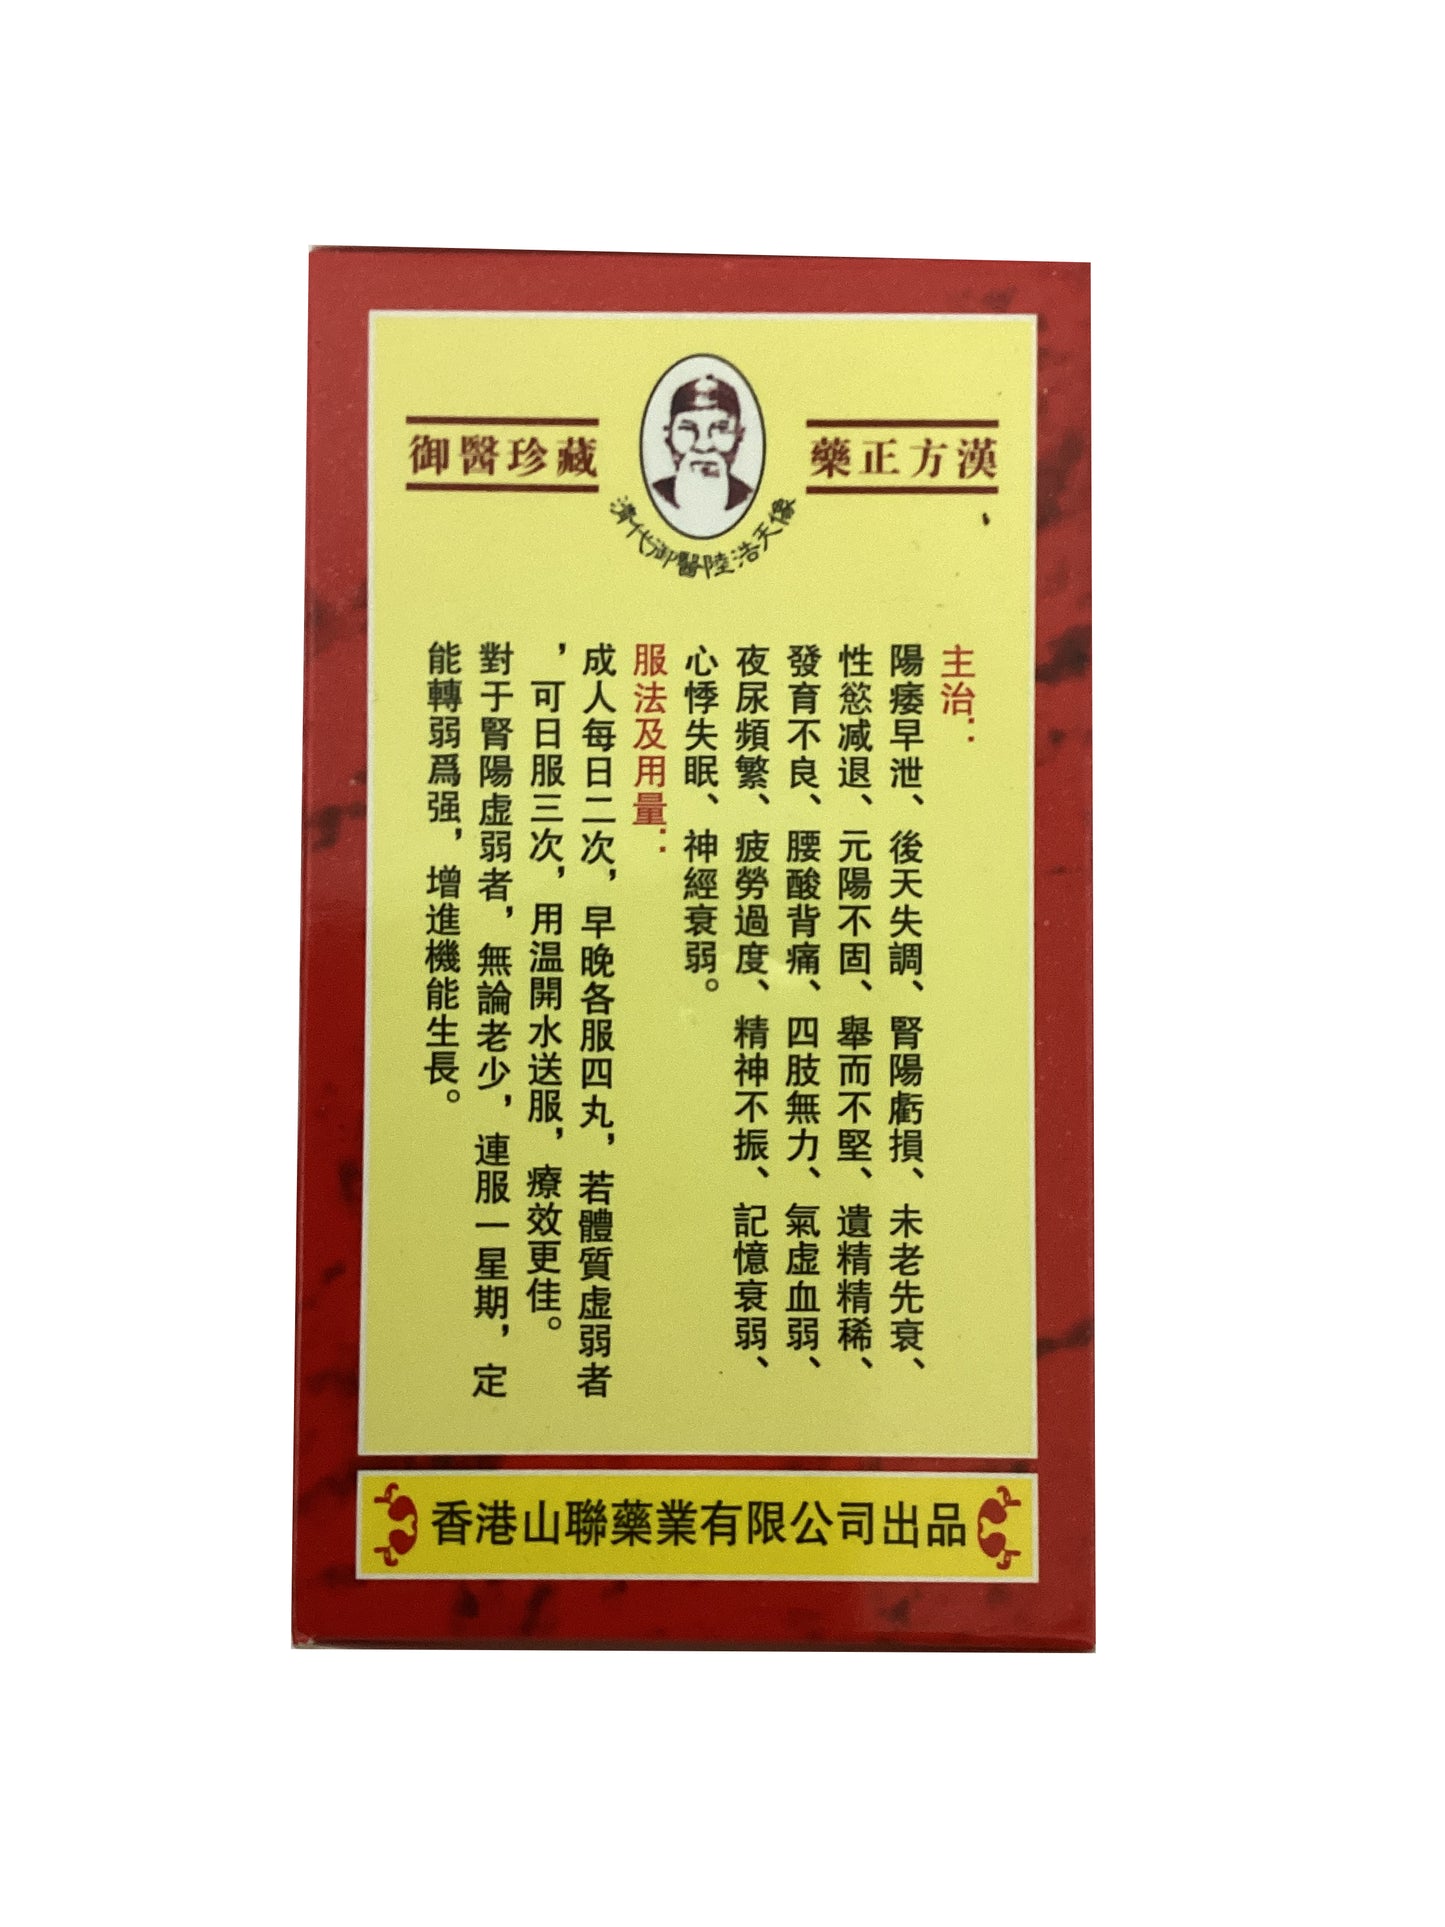 御醫珍藏
藥正方漢
清代御醫陸浩天像
主治：
陽痿早泄、後天失調、腎陽虧損、未老先衰、
性慾减退、元陽不固、舉而不堅、遺精精稀、
發育不良、腰酸背痛、四肢無力、氣虛血弱、
夜尿頻繁、疲勞過度、精神不振、記憶衰弱、
心悸失眠、神經衰弱。
服法及用量：
成人每日二次，早晚各服四丸，若體質虛弱者
，可日服三次，用温開水送服，療效更佳。
對于腎陽虛弱者，無論老少，連服一星期，定
能轉弱爲强，增進機能生長。
香港山聯藥業有限公司出品